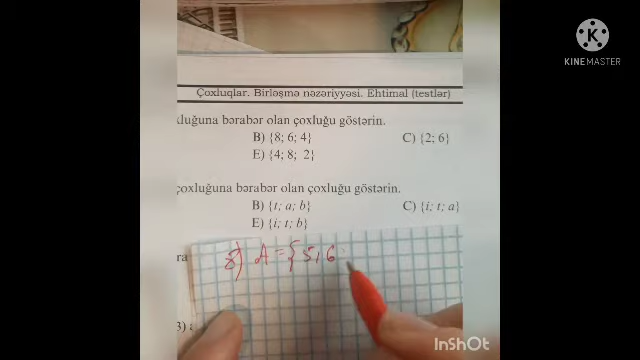 KINEMASTER
Çoxluqlar. Birləşmə nəzəriyyəsi. Ehtimal (testlər)
bərabər olan çoxluğu göstərin.
B) {8; 6; 4} C) {2; 6}
E) {4; 8; 2}
çoxluğuna bərabər olan çoxluğu göstərin.
B) {t; a; b} C) {i; t; a}
E) {i; t; b}
8) A = {5; 6
InShOt